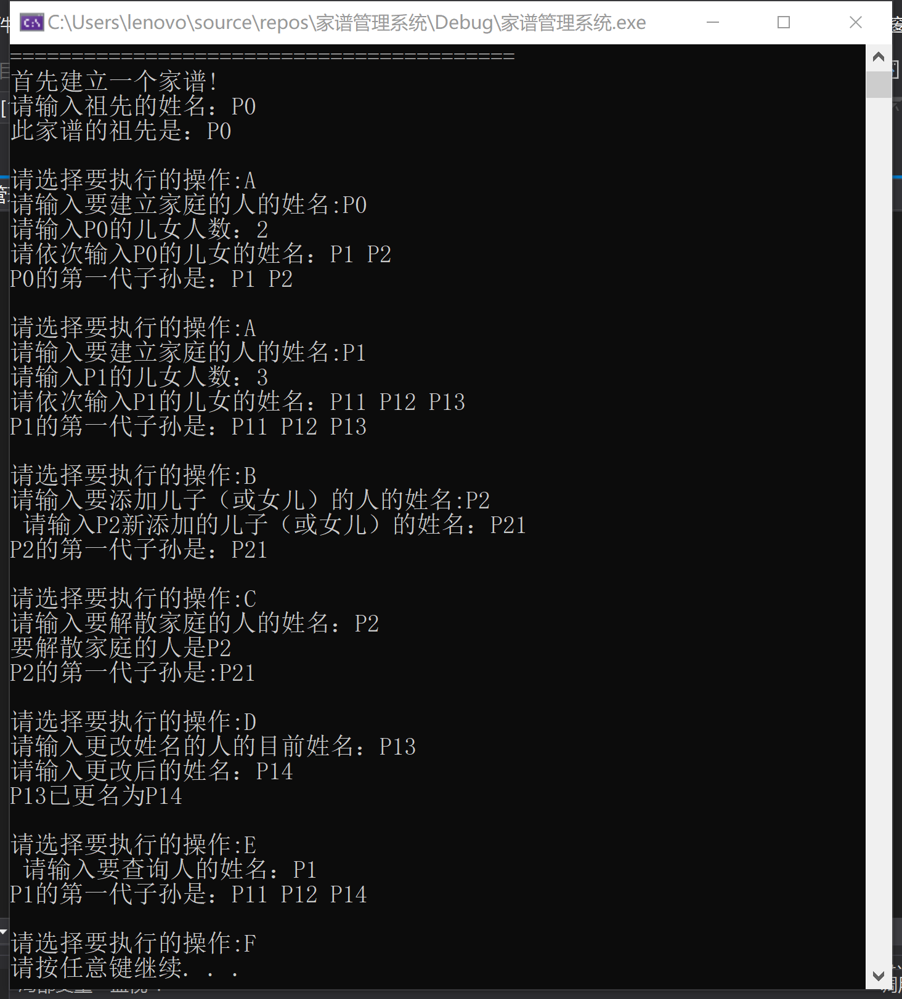 C:\Users\lenovo\source\repos\家谱管理系统\Debug\家谱管理系统.exe
=========================================
首先建立一个家谱!
请输入祖先的姓名：P0
此家谱的祖先是：P0
请选择要执行的操作:A
请输入要建立家庭的人的姓名:P0
请输入P0的儿女人数：2
请依次输入P0的儿女的姓名：P1 P2
P0的第一代子孙是：P1 P2
请选择要执行的操作:A
请输入要建立家庭的人的姓名:P1
请输入P1的儿女人数：3
请依次输入P1的儿女的姓名：P11 P12 P13
P1的第一代子孙是：P11 P12 P13
请选择要执行的操作:B
请输入要添加儿子（或女儿）的人的姓名:P2
请输入P2新添加的儿子（或女儿）的姓名：P21
P2的第一代子孙是：P21
请选择要执行的操作:C
请输入要解散家庭的人的姓名：P2
要解散家庭的人是P2
P2的第一代子孙是:P21
请选择要执行的操作:D
请输入更改姓名的人的目前姓名：P13
请输入更改后的姓名：P14
P13已更名为P14
请选择要执行的操作:E
请输入要查询人的姓名：P1
P1的第一代子孙是：P11 P12 P14
请选择要执行的操作:F
请按任意键继续. . .